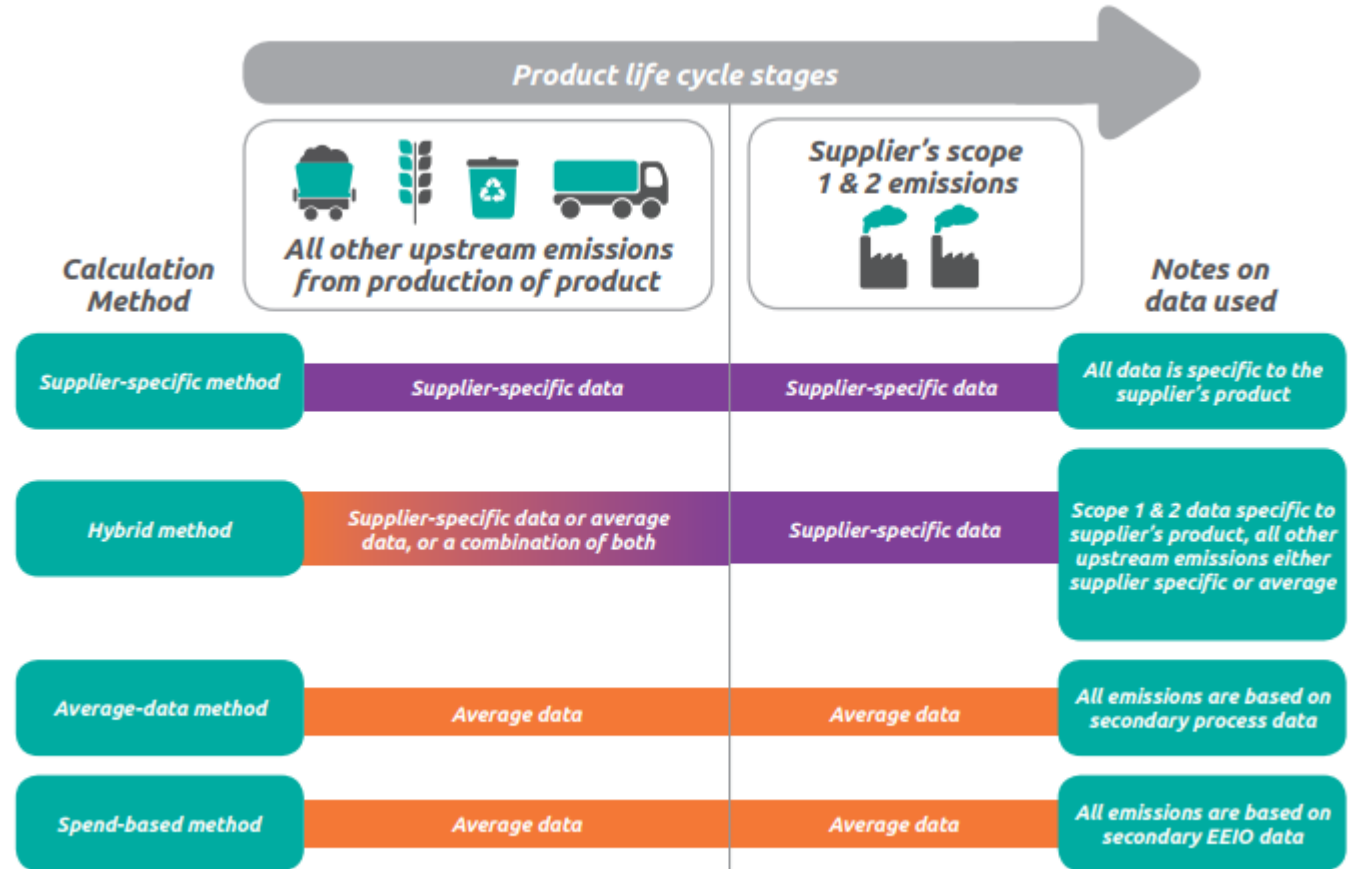 Product life cycle stages
All other upstream emissions
from production of product
Supplier's scope
1 & 2 emissions
Calculation
Method
Notes on
data used
Supplier-specific method
Supplier-specific data
Supplier-specific data
All data is specific to the
supplier's product
Hybrid method
Supplier-specific data or average
data, or a combination of both
Supplier-specific data
Scope 1 & 2 data specific to
supplier's product, all other
upstream emissions either
supplier specific or average
Average-data method
Average data
Average data
All emissions are based on
secondary process data
Spend-based method
Average data
Average data
All emissions are based on
secondary EEIO data